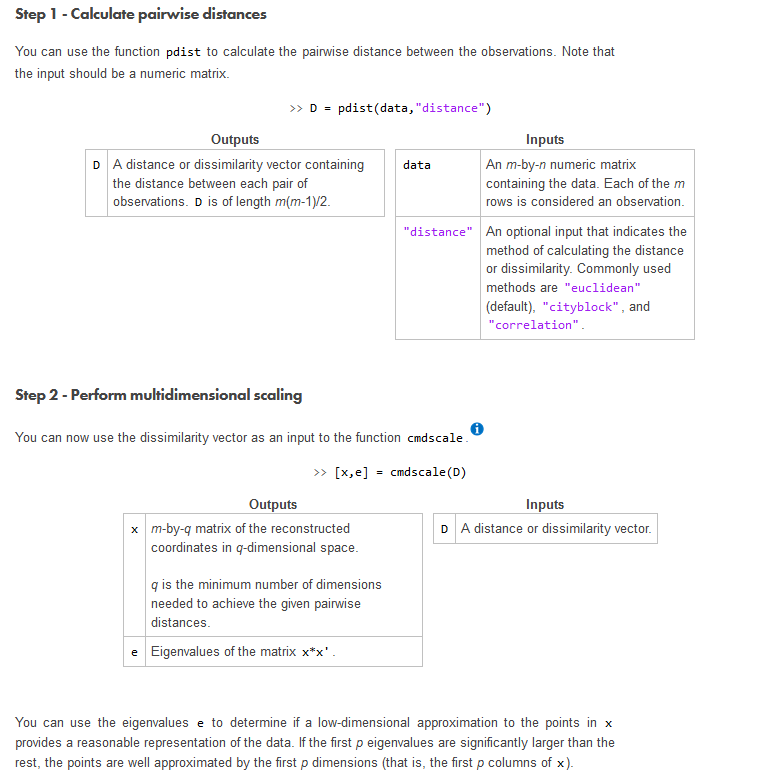 Step 1 - Calculate pairwise distances
You can use the function pdist to calculate the pairwise distance between the observations. Note that
the input should be a numeric matrix.
>> D = pdist(data,"distance")
Outputs
D A distance or dissimilarity vector containing
the distance between each pair of
observations. D is of length m(m-1)/2.
Inputs
data An m-by-n numeric matrix
containing the data. Each of the m
rows is considered an observation.
"distance" An optional input that indicates the
method of calculating the distance
or dissimilarity. Commonly used
methods are "euclidean"
(default), "cityblock", and
"correlation".
Step 2 - Perform multidimensional scaling
You can now use the dissimilarity vector as an input to the function cmdscale. i
>> [x,e] = cmdscale(D)
Outputs
x m-by-q matrix of the reconstructed
coordinates in q-dimensional space.
q is the minimum number of dimensions
needed to achieve the given pairwise
distances.
e Eigenvalues of the matrix x*x'.
Inputs
D A distance or dissimilarity vector.
You can use the eigenvalues e to determine if a low-dimensional approximation to the points in x
provides a reasonable representation of the data. If the first p eigenvalues are significantly larger than the
rest, the points are well approximated by the first p dimensions (that is, the first p columns of x).